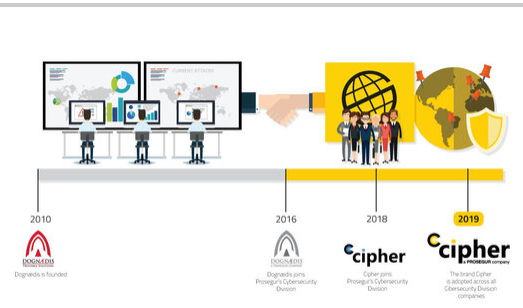 CURRENT ATTACKS
2010
2016
2018
2019
DOGNÆDIS
Dognædis is founded
DOGNÆDIS
Dognædis joins
Prosegur's Cybersecurity
Division
cipher
Cipher joins
Prosegur's Cybersecurity
Division
cipher
a PROSEGUR company
The brand Cipher
is adopted across all
Cibersecurity Division
companies.